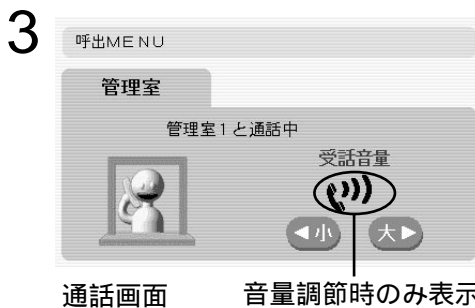 3
呼出MENU
管理室
管理室1と通話中
受話音量
◀小 大▶
通話画面 音量調節時のみ表示